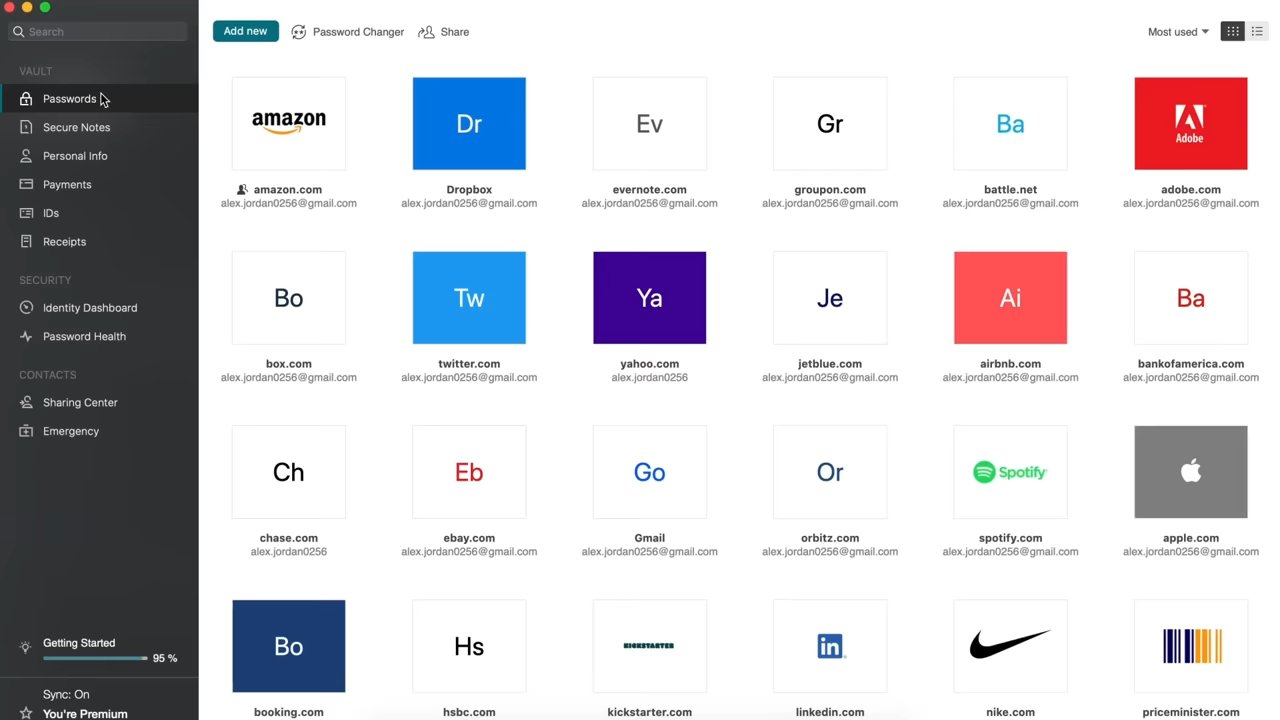 Search
Add new
Password Changer
Share
Most used
VAULT
Passwords
Secure Notes
Personal Info
Payments
IDs
Receipts
SECURITY
Identity Dashboard
Password Health
CONTACTS
Sharing Center
Emergency
Getting Started
95 %
Sync: On
You're Premium
amazon
Dr
Ev
Gr
Ba
Adobe
amazon.com
Dropbox
evernote.com
groupon.com
battle.net
adobe.com
alex.jordan0256@gmail.com
alex.jordan0256@gmail.com
alex.jordan0256@gmail.com
alex.jordan0256@gmail.com
alex.jordan0256@gmail.com
alex.jordan0256@gmail.com
Bo
Tw
Ya
Je
Ai
Ba
box.com
twitter.com
yahoo.com
jetblue.com
airbnb.com
bankofamerica.com
alex.jordan0256@gmail.com
alex.jordan0256@gmail.com
alex.jordan0256
alex.jordan0256@gmail.com
alex.jordan0256@gmail.com
alex.jordan0256@gmail.com
Ch
Eb
Go
Or
Spotify
chase.com
ebay.com
Gmail
orbitz.com
spotify.com
apple.com
alex.jordan0256
alex.jordan0256@gmail.com
alex.jordan0256@gmail.com
alex.jordan0256@gmail.com
alex.jordan0256@gmail.com
alex.jordan0256@gmail.com
Bo
Hs
KICKSTARTER
in
booking.com
hsbc.com
kickstarter.com
linkedin.com
nike.com
priceminister.com